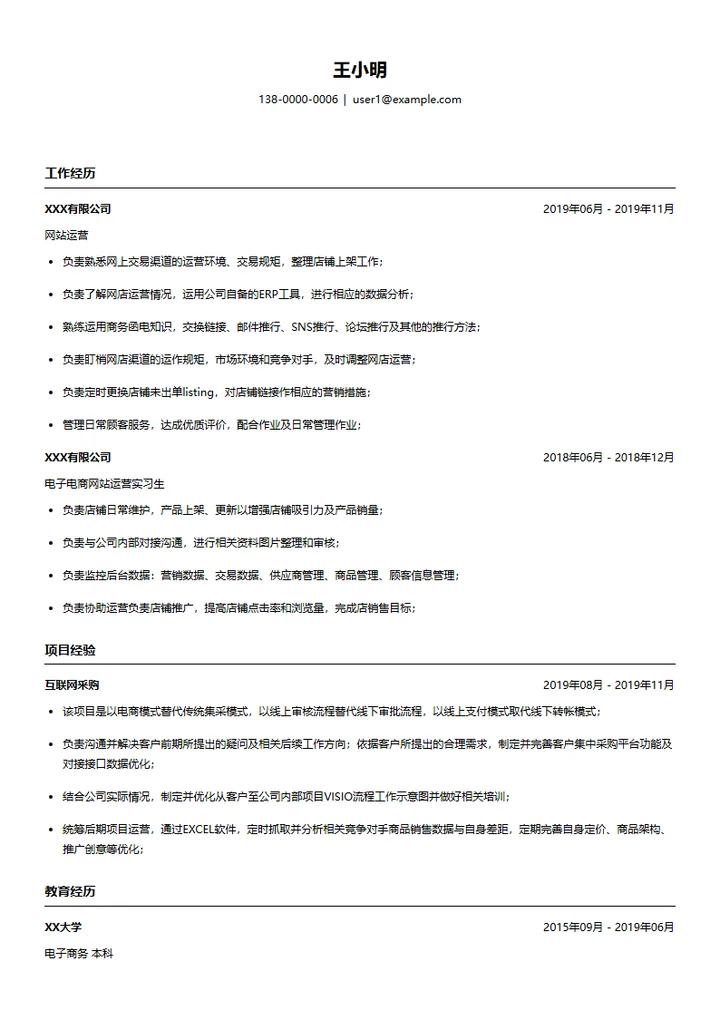 王小明
138-0000-0006 | user1@example.com
工作经历
XXX有限公司 2019年06月 - 2019年11月
网站运营
• 负责熟悉网上交易渠道的运营环境、交易规矩，整理店铺上架工作；
• 负责了解网店运营情况，运用公司自备的ERP工具，进行相应的数据分析；
• 熟练运用商务函电知识，交换链接、邮件推行、SNS推行、论坛推行及其他的推行方法；
• 负责盯梢网店渠道的运作规矩，市场环境和竞争对手，及时调整网店运营；
• 负责定时更换店铺未出单listing，对店铺链接作相应的营销措施；
• 管理日常顾客服务，达成优质评价，配合作业及日常管理作业；
XXX有限公司 2018年06月 - 2018年12月
电子电商网站运营实习生
• 负责店铺日常维护，产品上架、更新以增强店铺吸引力及产品销量；
• 负责与公司内部对接沟通，进行相关资料图片整理和审核；
• 负责监控后台数据：营销数据、交易数据、供应商管理、商品管理、顾客信息管理；
• 负责协助运营负责店铺推广，提高店铺点击率和浏览量，完成店销售目标；
项目经验
互联网采购 2019年08月 - 2019年11月
• 该项目是以电商模式替代传统集采模式，以线上审核流程替代线下审批流程，以线上支付模式取代线下转帐模式；
• 负责沟通并解决客户前期所提出的疑问及相关后续工作方向；依据客户所提出的合理需求，制定并完善客户集中采购平台功能及
对接接口数据优化；
• 结合公司实际情况，制定并优化从客户至公司内部项目VISIO流程工作示意图并做好相关培训；
• 统筹后期项目运营，通过EXCEL软件，定时抓取并分析相关竞争对手商品销售数据与自身差距，定期完善自身定价、商品架构、
推广创意等优化；
教育经历
XX大学 2015年09月 - 2019年06月
电子商务 本科